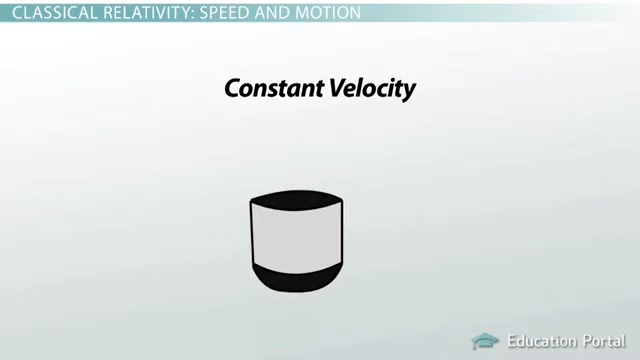 CLASSICAL RELATIVITY: SPEED AND MOTION
Constant Velocity
Education Portal